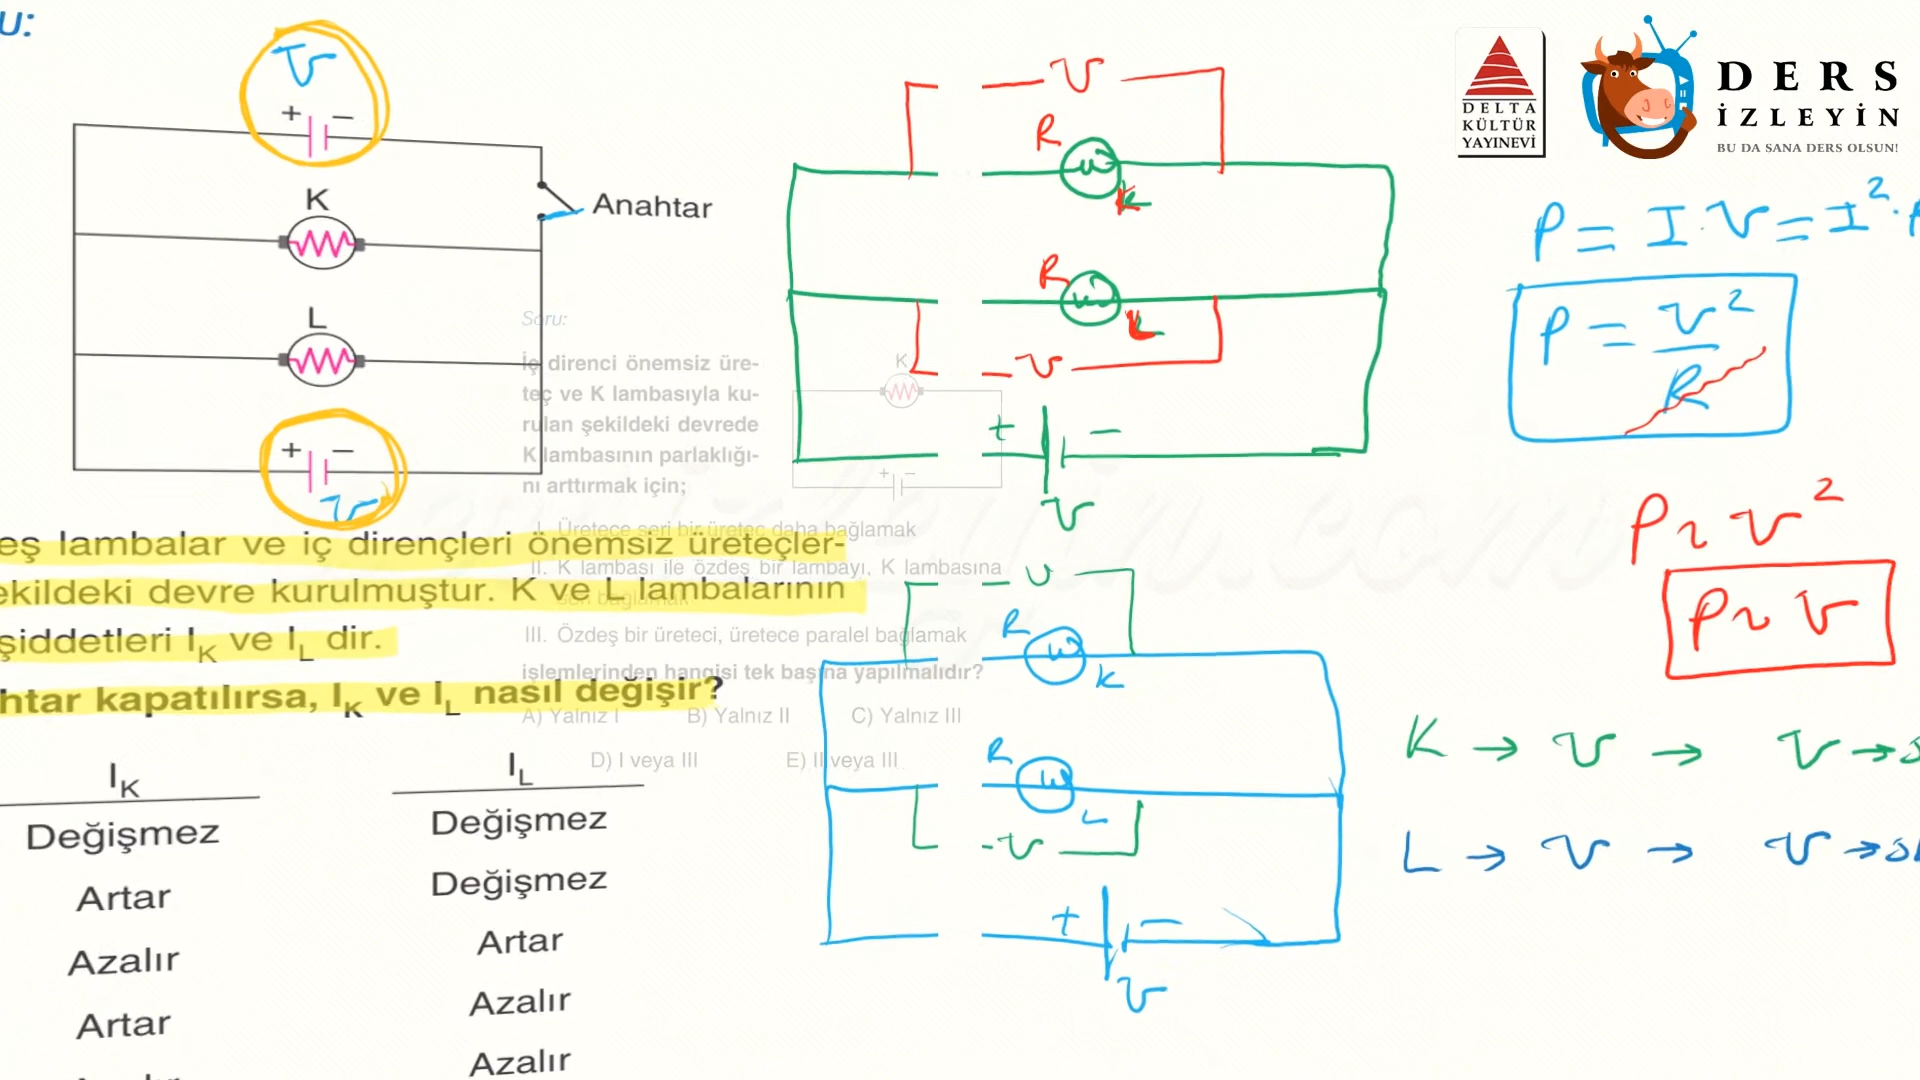 U:
V
+ −
K
Anahtar
L
+ −
V
eş lambalar ve iç dirençleri önemsiz üreteçler-
ekildeki devre kurulmuştur. K ve L lambalarının
şiddetleri I_K ve I_L dir.
htar kapatılırsa, I_K ve I_L nasıl değişir?
I_K I_L
Değişmez Değişmez
Artar Değişmez
Azalır Artar
Artar Azalır
Azalır
Soru:
İç direnci önemsiz üre-
teç ve K lambasıyla ku-
rulan şekildeki devrede
K lambasının parlaklığı-
nı arttırmak için;
K
+ −
I. Üretece seri bir üreteç daha bağlamak
II. K lambası ile özdeş bir lambayı, K lambasına
seri bağlamak
III. Özdeş bir üreteci, üretece paralel bağlamak
işlemlerinden hangisi tek başına yapılmalıdır?
A) Yalnız I B) Yalnız II C) Yalnız III
D) I veya III E) II veya III
V
R
K
R
L
V
+ −
V
V
R
K
R
L
V
+ −
V
DELTA
KÜLTÜR
YAYINEVİ
DERS
İZLEYİN
BU DA SANA DERS OLSUN!
P = I.V = I².
P = V²/R
P ~ V²
P ~ V
K → V → V →
L → V → V →